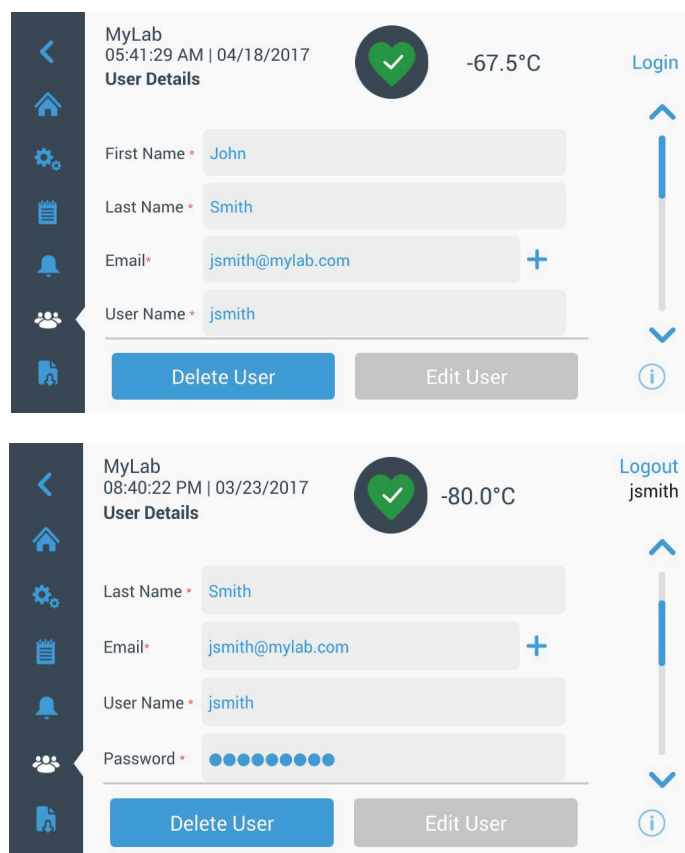 MyLab
05:41:29 AM | 04/18/2017
User Details
-67.5°C
Login
First Name * John
Last Name * Smith
Email* jsmith@mylab.com +
User Name * jsmith
Delete User Edit User
MyLab
08:40:22 PM | 03/23/2017
User Details
-80.0°C
Logout
jsmith
Last Name * Smith
Email* jsmith@mylab.com +
User Name * jsmith
Password * ●●●●●●●●●
Delete User Edit User